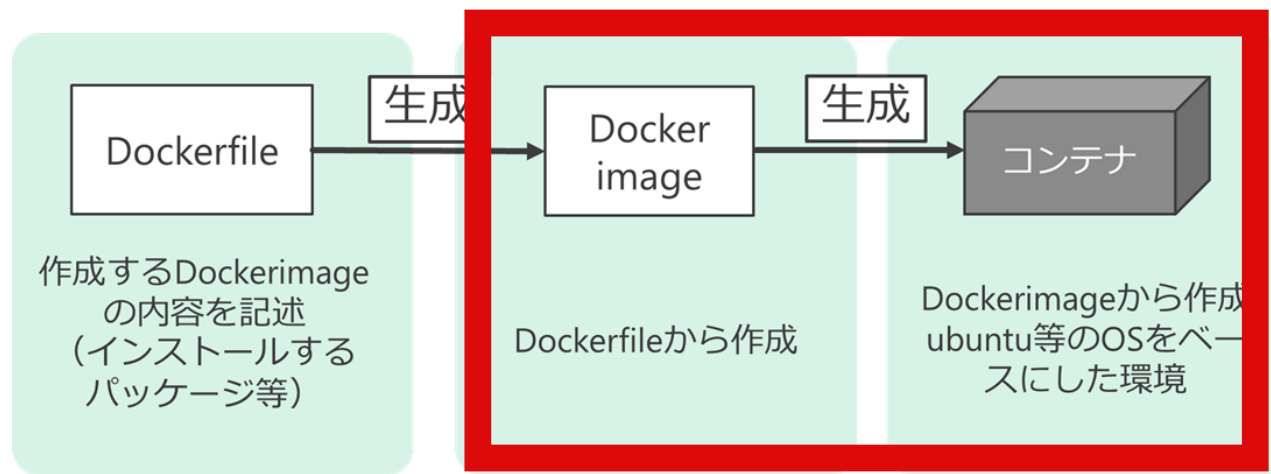 Dockerfile
生成
Docker
image
生成
コンテナ
作成するDockerimage
の内容を記述
（インストールする
パッケージ等）
Dockerfileから作成
Dockerimageから作成
ubuntu等のOSをベー
スにした環境